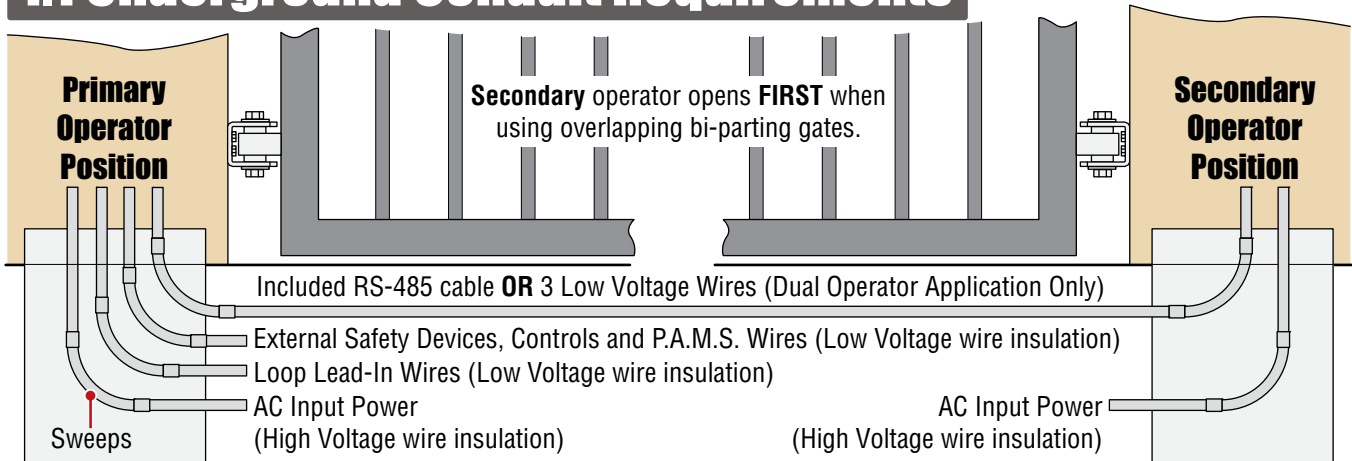 Underground Conduit Requirements
Primary
Operator
Position
Secondary operator opens FIRST when
using overlapping bi-parting gates.
Secondary
Operator
Position
Included RS-485 cable OR 3 Low Voltage Wires (Dual Operator Application Only)
External Safety Devices, Controls and P.A.M.S. Wires (Low Voltage wire insulation)
Loop Lead-In Wires (Low Voltage wire insulation)
AC Input Power
(High Voltage wire insulation)
AC Input Power
(High Voltage wire insulation)
Sweeps